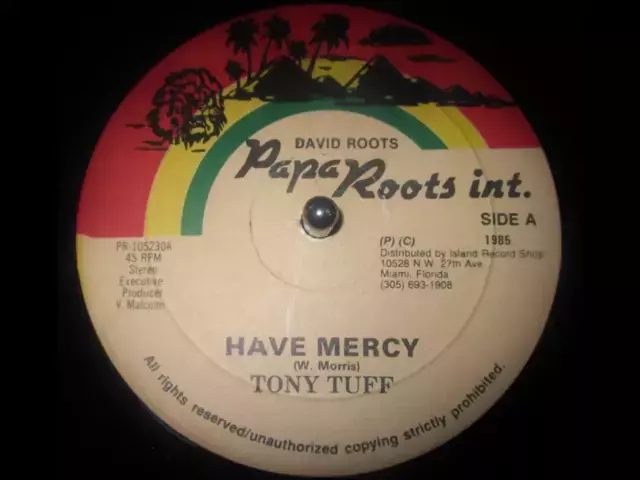 DAVID ROOTS
Papa Roots int.
SIDE A
PR-105230A
45 RPM
Stereo
Executive
Producer
V. Malcolm
(P) (C) 1985
Distributed by Island Record Shop
10528 N.W. 27th Ave
Miami, Florida
(305) 693-1908
HAVE MERCY
(W. Morris)
TONY TUFF
All rights reserved/unauthorized copying strictly prohibited.